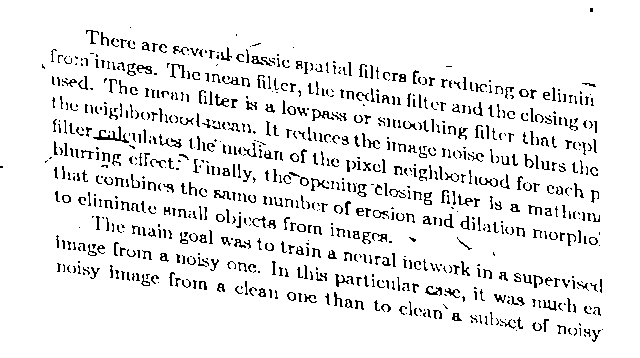 There are several classic spatial filters for reducing or elimin
from images. The mean filter, the median filter and the closing op
used. The mean filter is a lowpass or smoothing filter that repl
the neighborhood mean. It reduces the image noise but blurs the
filter calculates the median of the pixel neighborhood for each p
blurring effect. Finally, the opening closing filter is a mathema
that combines the same number of erosion and dilation morpho
to eliminate small objects from images.
The main goal was to train a neural network in a supervised
image from a noisy one. In this particular case, it was much ea
noisy image from a clean one than to clean a subset of noisy